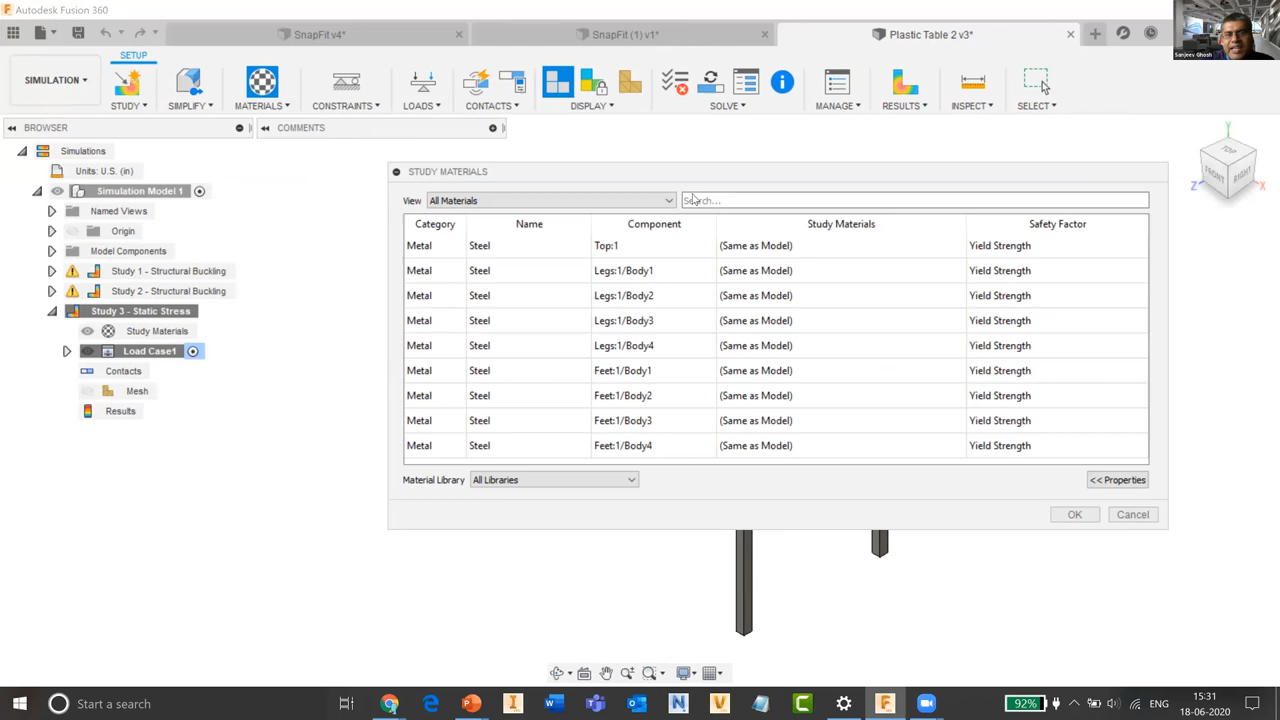 Autodesk Fusion 360
SnapFit v4*
SnapFit (1) v1*
Plastic Table 2 v3*
Sanjeev Ghosh
SETUP
SIMULATION
STUDY
SIMPLIFY
MATERIALS
CONSTRAINTS
LOADS
CONTACTS
DISPLAY
SOLVE
MANAGE
RESULTS
INSPECT
SELECT
BROWSER
COMMENTS
Simulations
Units: U.S. (in)
Simulation Model 1
Named Views
Origin
Model Components
Study 1 - Structural Buckling
Study 2 - Structural Buckling
Study 3 - Static Stress
Study Materials
Load Case1
Contacts
Mesh
Results
STUDY MATERIALS
View All Materials Search...
Category Name Component Study Materials Safety Factor
Metal Steel Top:1 (Same as Model) Yield Strength
Metal Steel Legs:1/Body1 (Same as Model) Yield Strength
Metal Steel Legs:1/Body2 (Same as Model) Yield Strength
Metal Steel Legs:1/Body3 (Same as Model) Yield Strength
Metal Steel Legs:1/Body4 (Same as Model) Yield Strength
Metal Steel Feet:1/Body1 (Same as Model) Yield Strength
Metal Steel Feet:1/Body2 (Same as Model) Yield Strength
Metal Steel Feet:1/Body3 (Same as Model) Yield Strength
Metal Steel Feet:1/Body4 (Same as Model) Yield Strength
Material Library All Libraries << Properties
OK Cancel
Y
TOP
FRONT
RIGHT
Z
X
Start a search
92%
ENG
15:31
18-06-2020